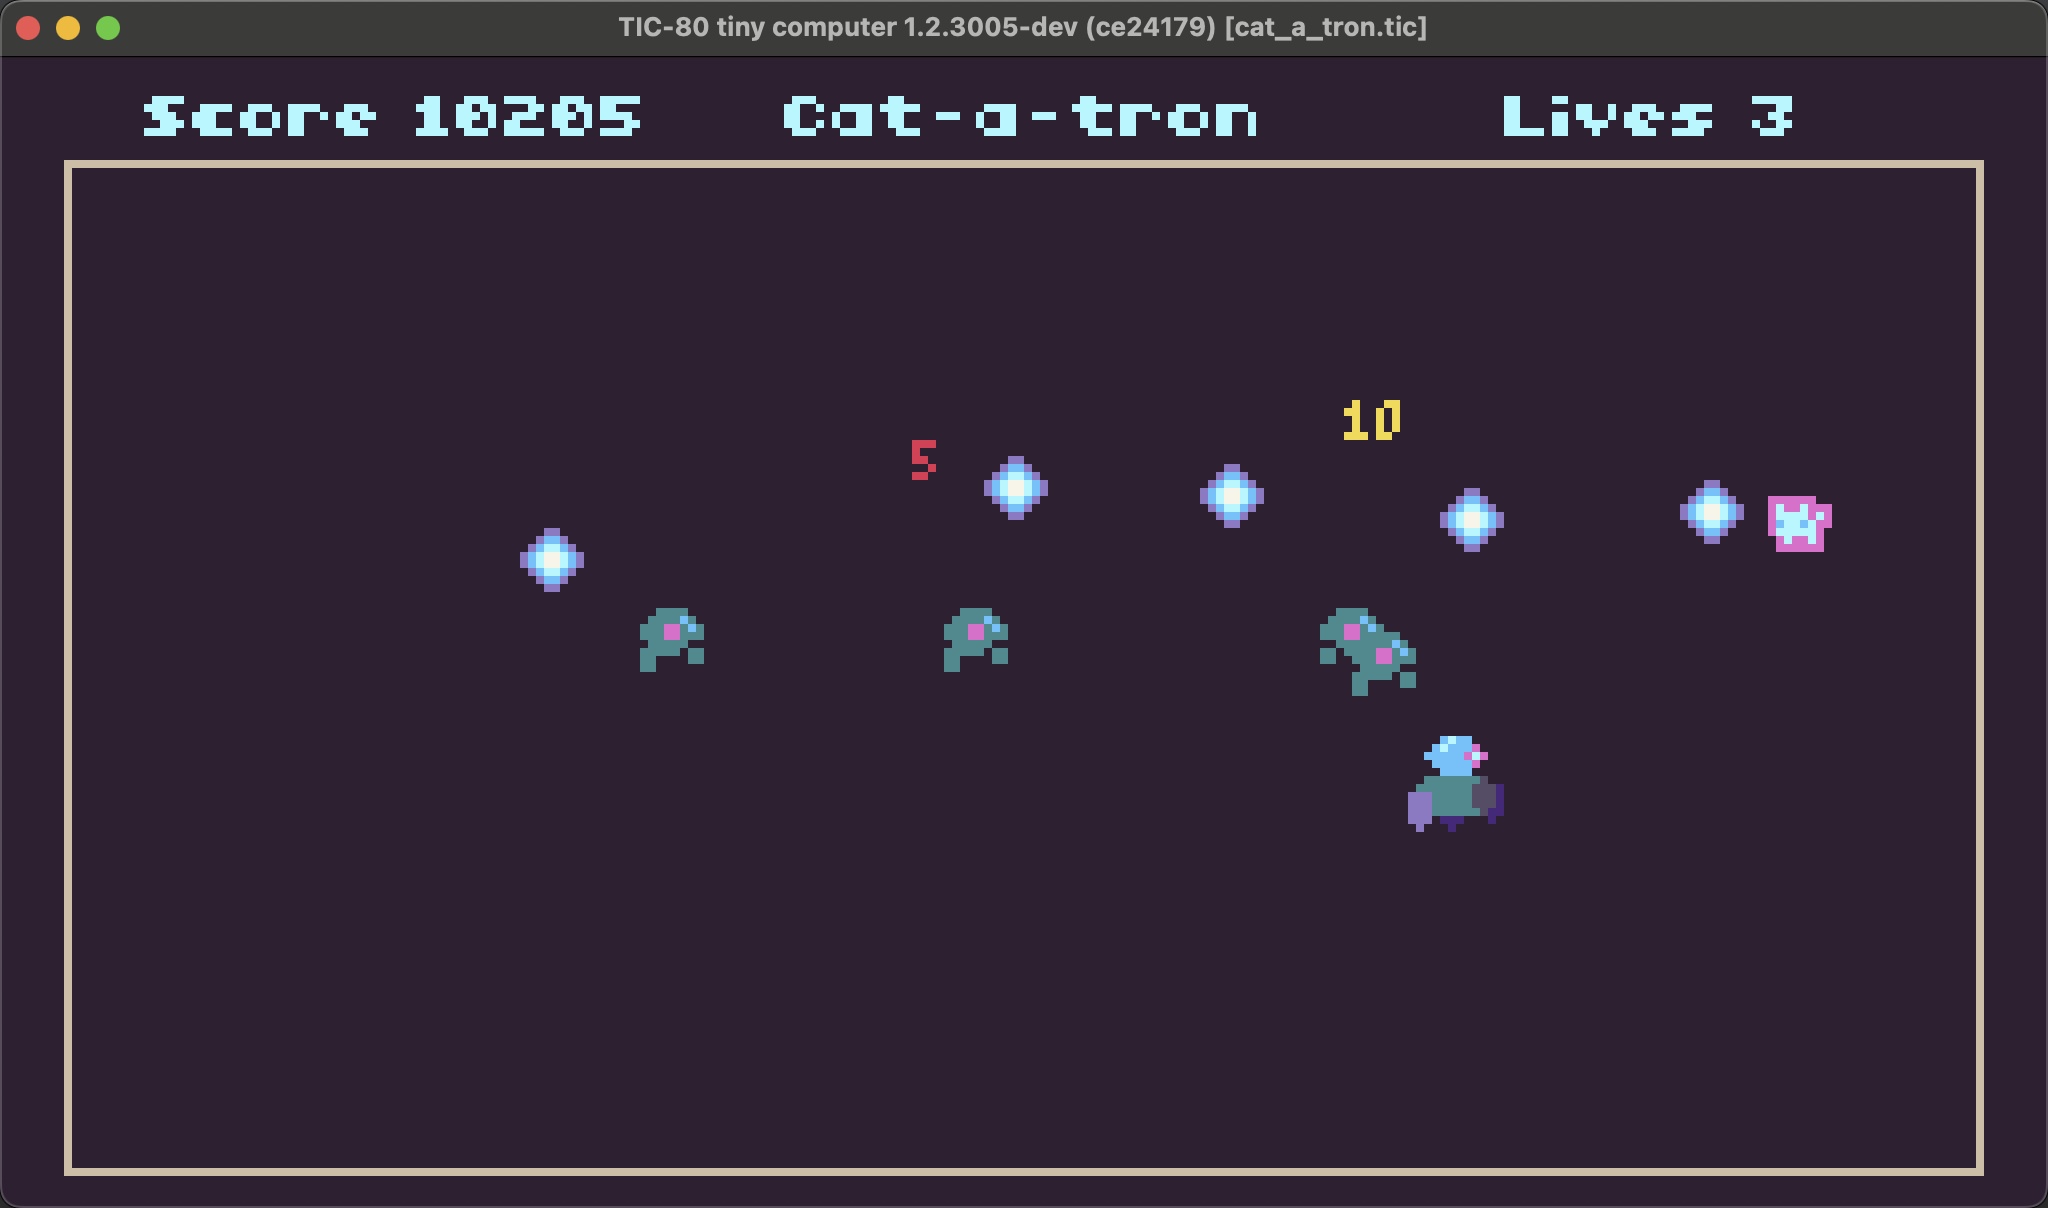 TIC-80 tiny computer 1.2.3005-dev (ce24179) [cat_a_tron.tic]
Score 10205 Cat-a-tron Lives 3
10
5